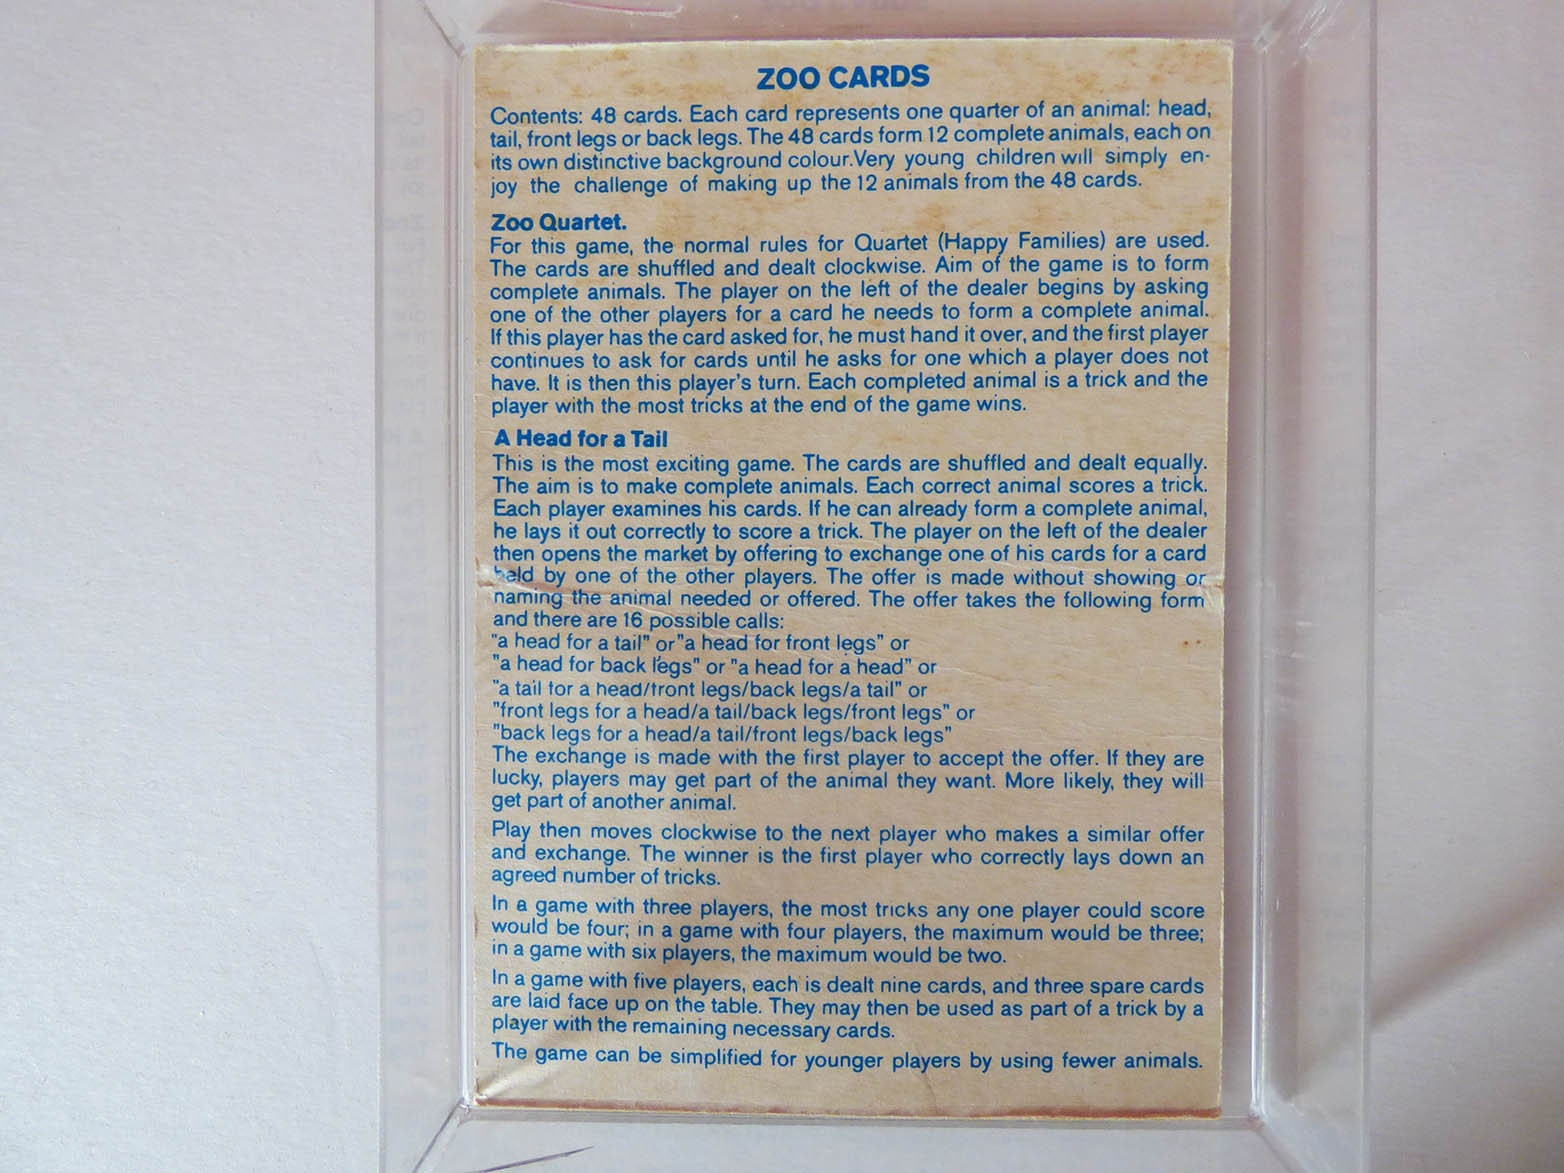 ZOO CARDS
Contents: 48 cards. Each card represents one quarter of an animal: head,
tail, front legs or back legs. The 48 cards form 12 complete animals, each on
its own distinctive background colour. Very young children will simply en-
joy the challenge of making up the 12 animals from the 48 cards.
Zoo Quartet.
For this game, the normal rules for Quartet (Happy Families) are used.
The cards are shuffled and dealt clockwise. Aim of the game is to form
complete animals. The player on the left of the dealer begins by asking
one of the other players for a card he needs to form a complete animal.
If this player has the card asked for, he must hand it over, and the first player
continues to ask for cards until he asks for one which a player does not
have. It is then this player's turn. Each completed animal is a trick and the
player with the most tricks at the end of the game wins.
A Head for a Tail
This is the most exciting game. The cards are shuffled and dealt equally.
The aim is to make complete animals. Each correct animal scores a trick.
Each player examines his cards. If he can already form a complete animal,
he lays it out correctly to score a trick. The player on the left of the dealer
then opens the market by offering to exchange one of his cards for a card
held by one of the other players. The offer is made without showing or
naming the animal needed or offered. The offer takes the following form
and there are 16 possible calls:
"a head for a tail" or "a head for front legs" or
"a head for back legs" or "a head for a head" or
"a tail for a head/front legs/back legs/a tail" or
"front legs for a head/a tail/back legs/front legs" or
"back legs for a head/a tail/front legs/back legs"
The exchange is made with the first player to accept the offer. If they are
lucky, players may get part of the animal they want. More likely, they will
get part of another animal.
Play then moves clockwise to the next player who makes a similar offer
and exchange. The winner is the first player who correctly lays down an
agreed number of tricks.
In a game with three players, the most tricks any one player could score
would be four; in a game with four players, the maximum would be three;
in a game with six players, the maximum would be two.
In a game with five players, each is dealt nine cards, and three spare cards
are laid face up on the table. They may then be used as part of a trick by a
player with the remaining necessary cards.
The game can be simplified for younger players by using fewer animals.